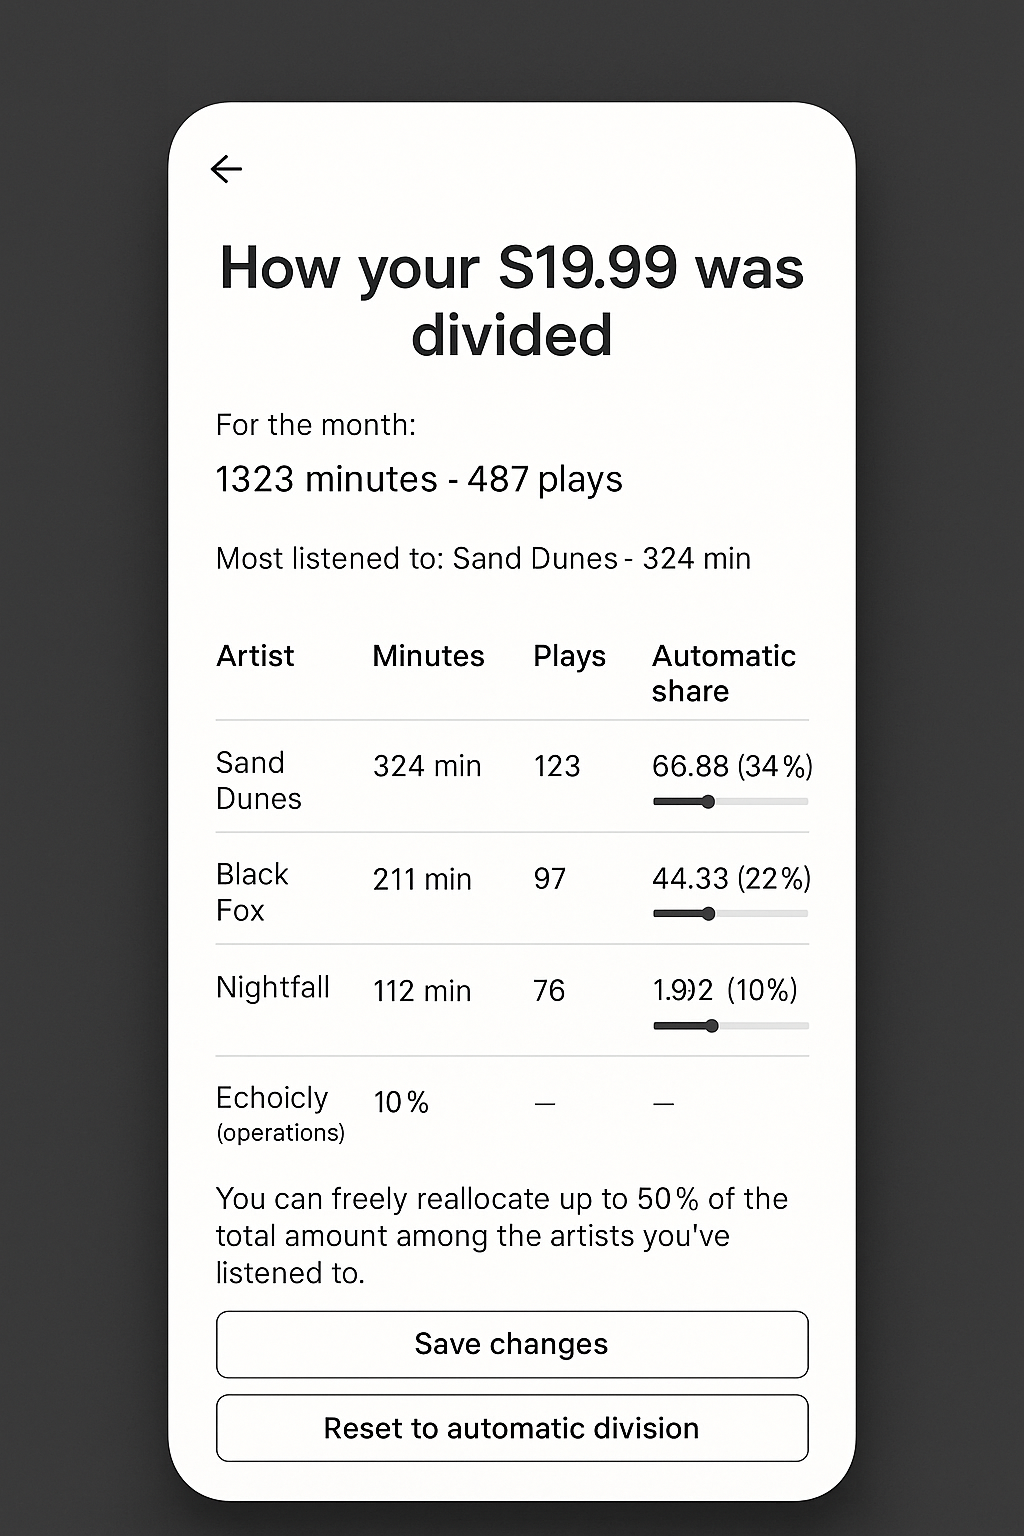 How your S19.99 was
divided
For the month:
1323 minutes - 487 plays
Most listened to: Sand Dunes - 324 min
Artist Minutes Plays Automatic
share
Sand
Dunes 324 min 123 66.88 (34%)
Black
Fox 211 min 97 44.33 (22%)
Nightfall 112 min 76 (10%)
Echoicly 10% — —
(operations)
You can freely reallocate up to 50% of the
total amount among the artists you've
listened to.
Save changes
Reset to automatic division